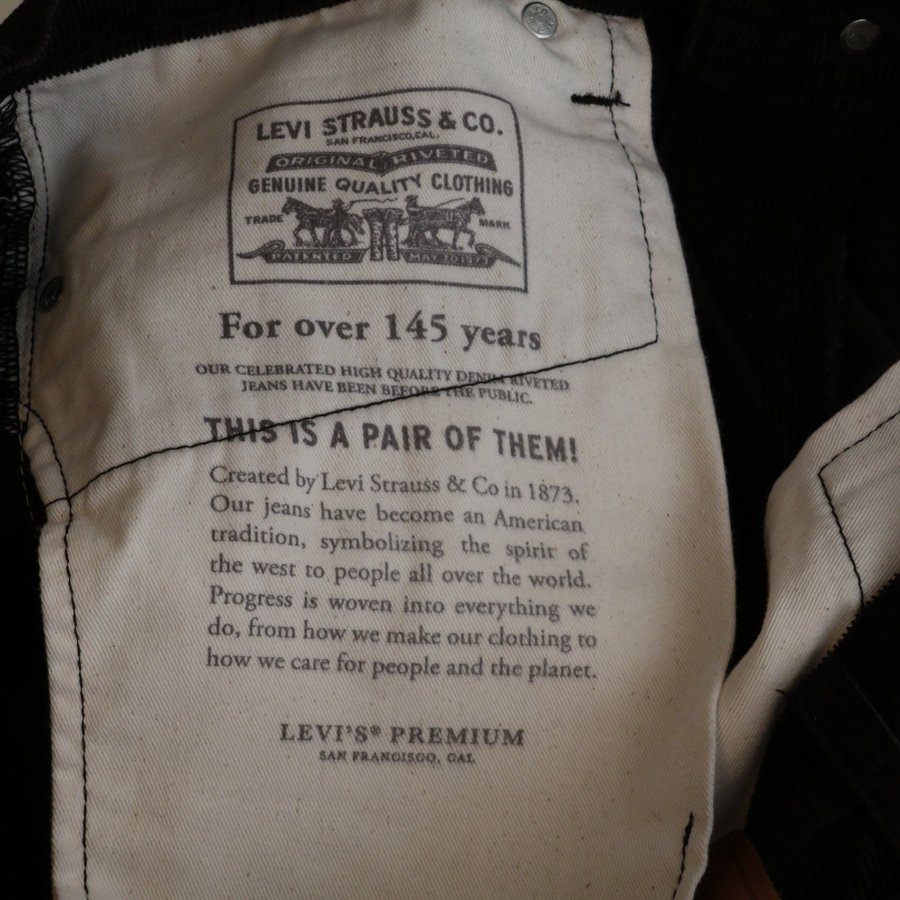 LEVI STRAUSS & CO.
SAN FRANCISCO, CAL.
ORIGINAL RIVETED
GENUINE QUALITY CLOTHING
TRADE MARK
PATENTED MAY 20 1873
For over 145 years
OUR CELEBRATED HIGH QUALITY DENIM RIVETED
JEANS HAVE BEEN BEFORE THE PUBLIC.
THIS IS A PAIR OF THEM!
Created by Levi Strauss & Co in 1873.
Our jeans have become an American
tradition, symbolizing the spirit of
the west to people all over the world.
Progress is woven into everything we
do, from how we make our clothing to
how we care for people and the planet.
LEVI'S® PREMIUM
SAN FRANCISCO, CAL